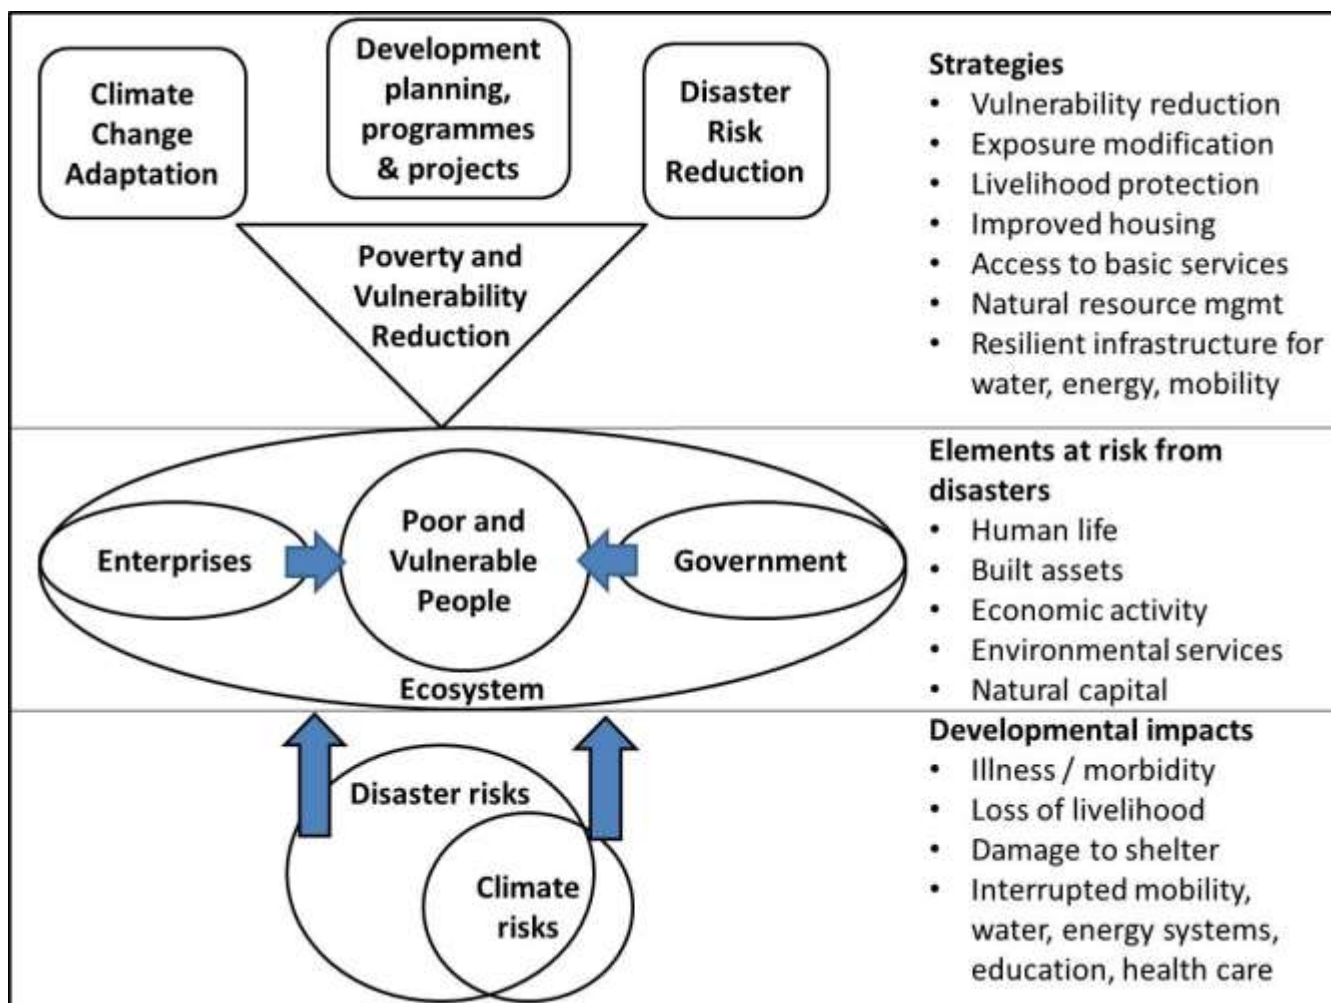 Climate
Change
Adaptation
Development
planning,
programmes
& projects
Disaster
Risk
Reduction
Poverty and
Vulnerability
Reduction
Strategies
• Vulnerability reduction
• Exposure modification
• Livelihood protection
• Improved housing
• Access to basic services
• Natural resource mgmt
• Resilient infrastructure for
water, energy, mobility
Enterprises
Poor and
Vulnerable
People
Government
Ecosystem
Elements at risk from
disasters
• Human life
• Built assets
• Economic activity
• Environmental services
• Natural capital
Disaster risks
Climate
risks
Developmental impacts
• Illness / morbidity
• Loss of livelihood
• Damage to shelter
• Interrupted mobility,
water, energy systems,
education, health care